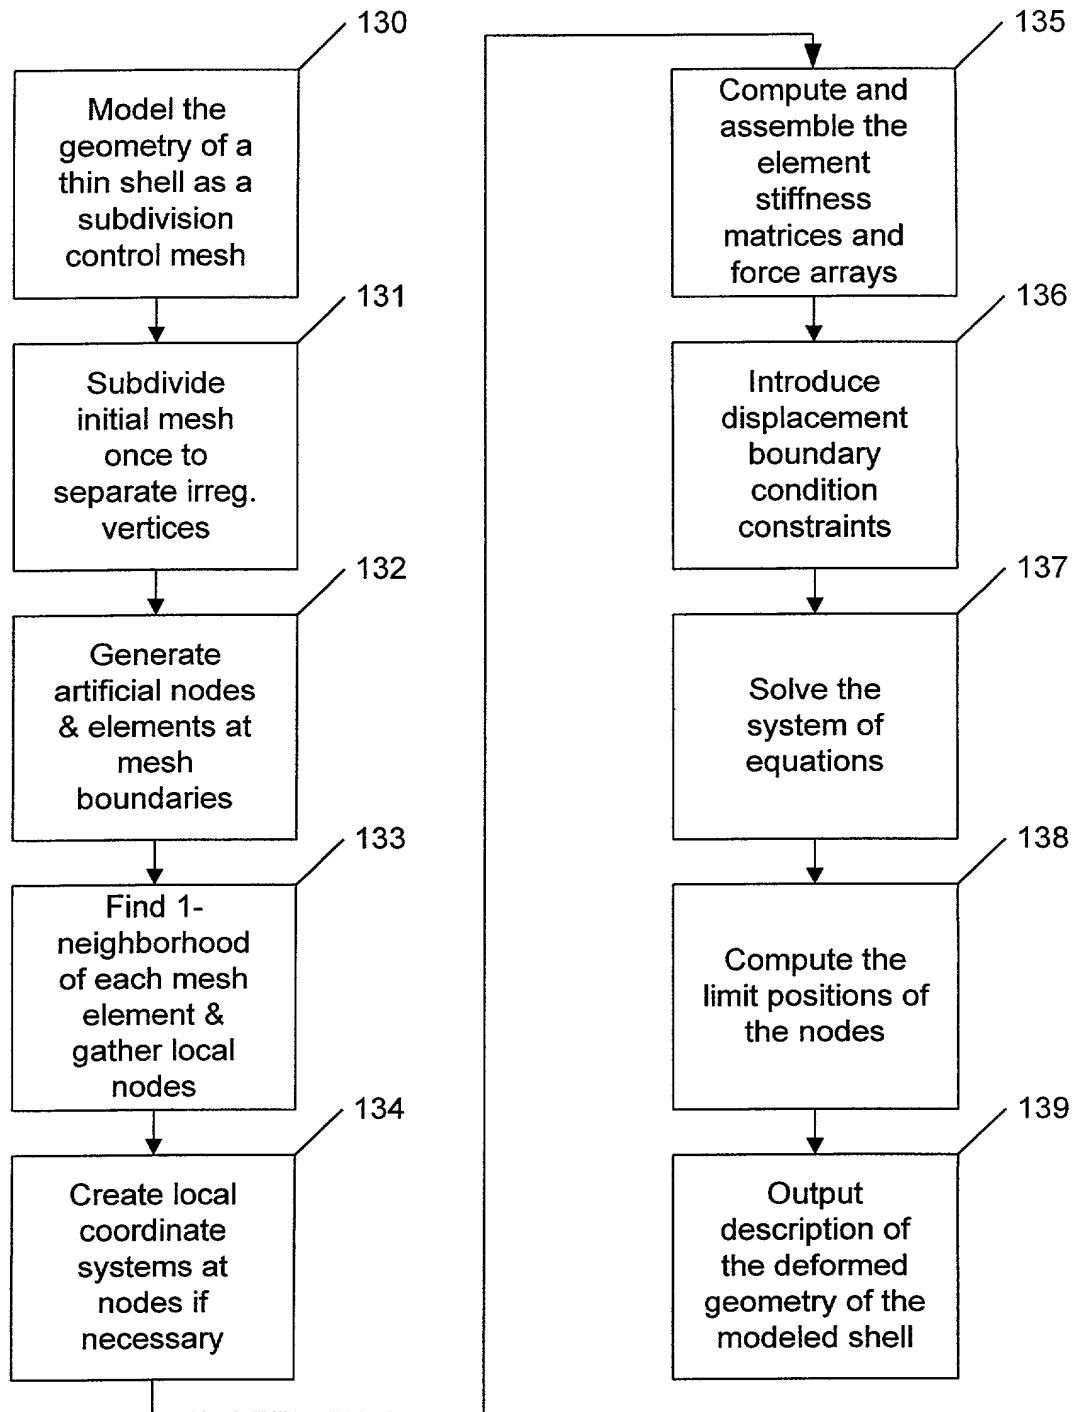 130
Model the
geometry of a
thin shell as a
subdivision
control mesh
131
Subdivide
initial mesh
once to
separate irreg.
vertices
132
Generate
artificial nodes
& elements at
mesh
boundaries
133
Find 1-
neighborhood
of each mesh
element &
gather local
nodes
134
Create local
coordinate
systems at
nodes if
necessary
135
Compute and
assemble the
element
stiffness
matrices and
force arrays
136
Introduce
displacement
boundary
condition
constraints
137
Solve the
system of
equations
138
Compute the
limit positions of
the nodes
139
Output
description of
the deformed
geometry of the
modeled shell